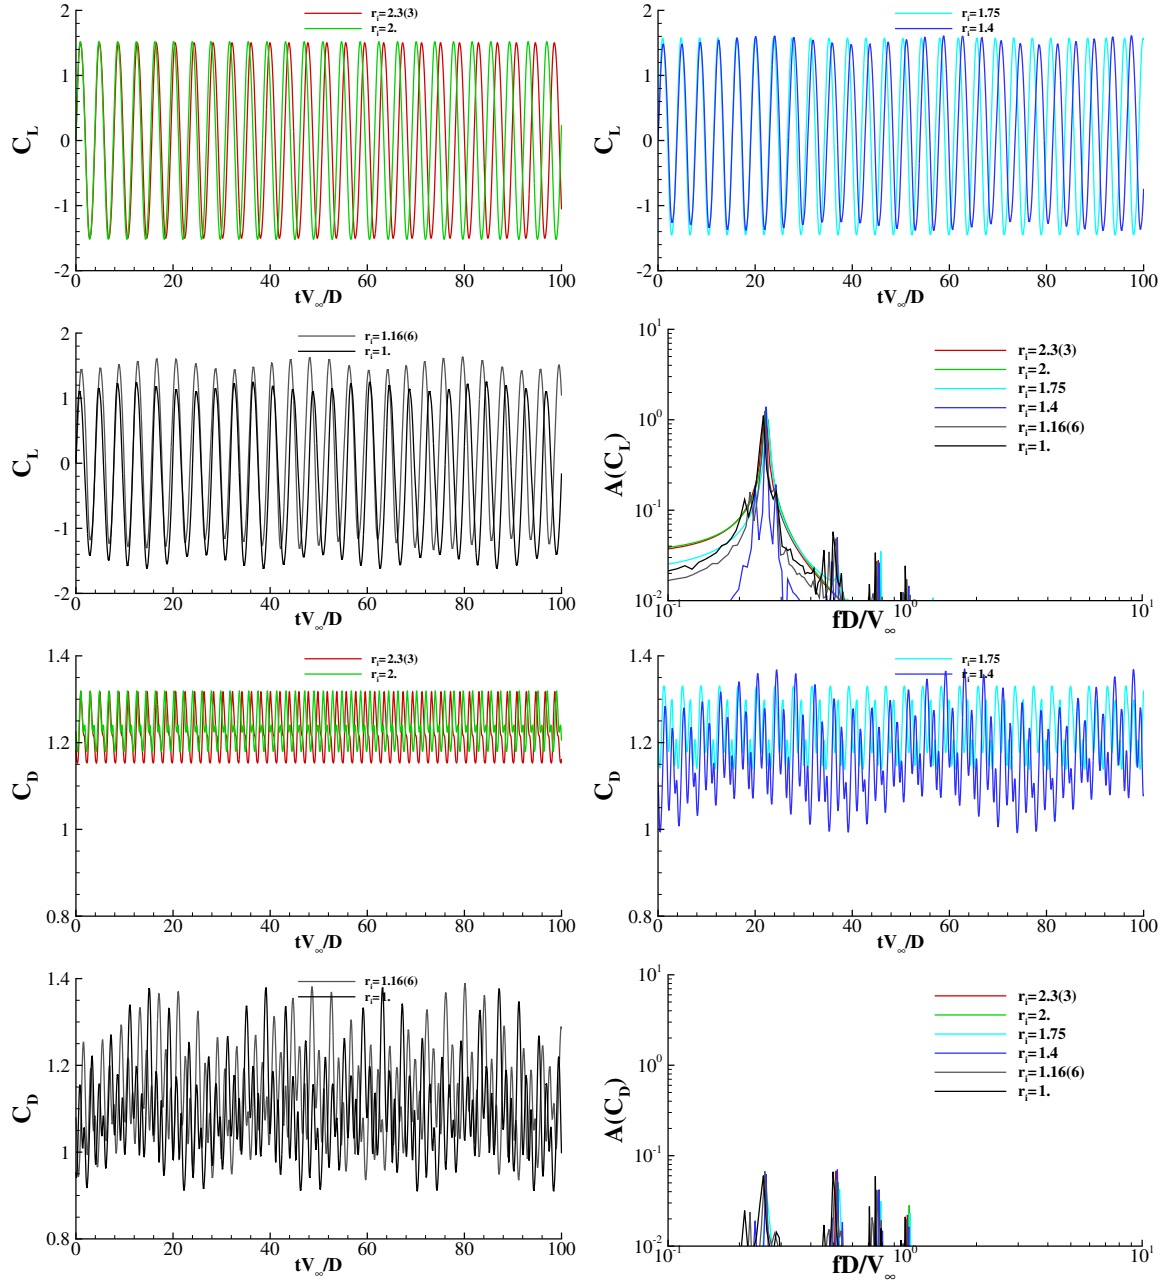 r_i=2.3(3)
r_i=2.
C_L
2
1
0
-1
-2
0 20 40 60 80 100
tV_∞/D
r_i=1.75
r_i=1.4
C_L
2
1
0
-1
-2
0 20 40 60 80 100
tV_∞/D
r_i=1.16(6)
r_i=1.
C_L
2
1
0
-1
-2
0 20 40 60 80 100
tV_∞/D
r_i=2.3(3)
r_i=2.
r_i=1.75
r_i=1.4
r_i=1.16(6)
r_i=1.
A(C_L)
10^1
10^0
10^-1
10^-2
10^-1 10^0 10^1
fD/V_∞
r_i=2.3(3)
r_i=2.
C_D
1.4
1.2
1
0.8
0 20 40 60 80 100
tV_∞/D
r_i=1.75
r_i=1.4
C_D
1.4
1.2
1
0.8
0 20 40 60 80 100
tV_∞/D
r_i=1.16(6)
r_i=1.
C_D
1.4
1.2
1
0.8
0 20 40 60 80 100
tV_∞/D
r_i=2.3(3)
r_i=2.
r_i=1.75
r_i=1.4
r_i=1.16(6)
r_i=1.
A(C_D)
10^1
10^0
10^-1
10^-2
10^-1 10^0 10^1
fD/V_∞